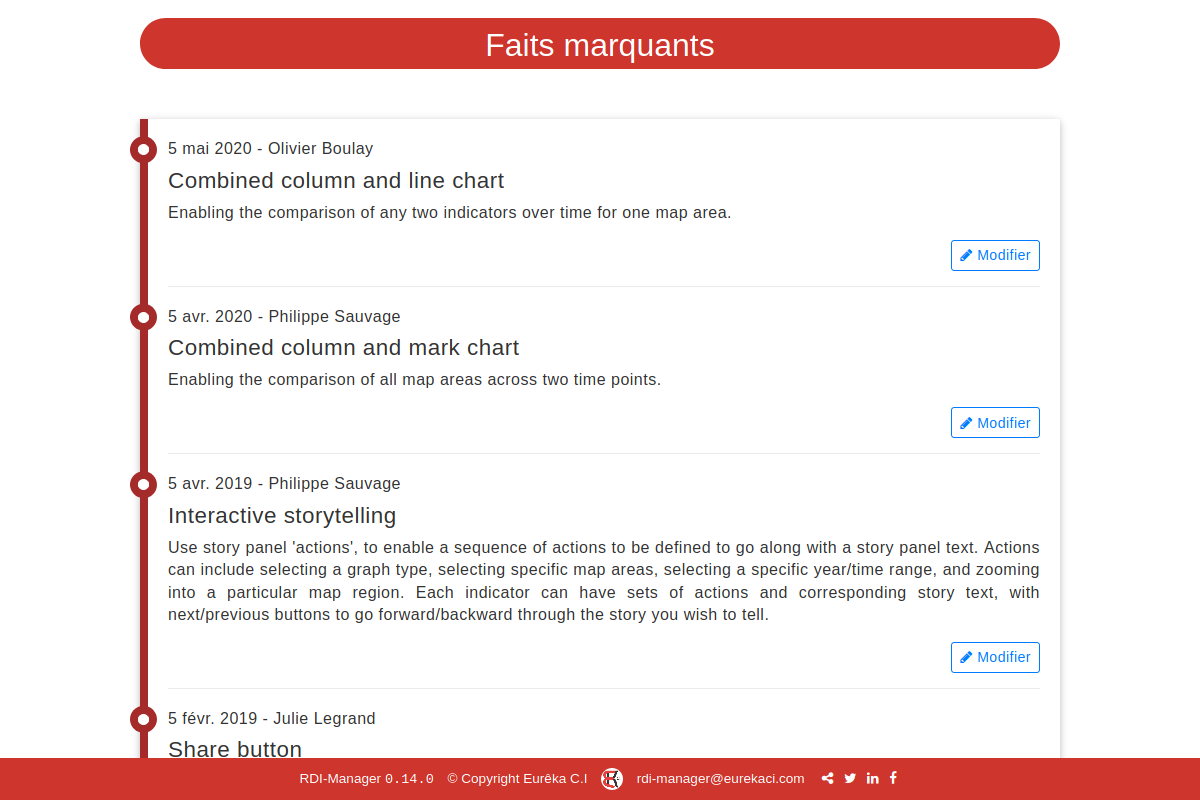 Faits marquants
5 mai 2020 - Olivier Boulay
Combined column and line chart
Enabling the comparison of any two indicators over time for one map area.
Modifier
5 avr. 2020 - Philippe Sauvage
Combined column and mark chart
Enabling the comparison of all map areas across two time points.
Modifier
5 avr. 2019 - Philippe Sauvage
Interactive storytelling
Use story panel 'actions', to enable a sequence of actions to be defined to go along with a story panel text. Actions
can include selecting a graph type, selecting specific map areas, selecting a specific year/time range, and zooming
into a particular map region. Each indicator can have sets of actions and corresponding story text, with
next/previous buttons to go forward/backward through the story you wish to tell.
Modifier
5 févr. 2019 - Julie Legrand
Share button
RDI-Manager 0.14.0 © Copyright Eurêka C.I rdi-manager@eurekaci.com